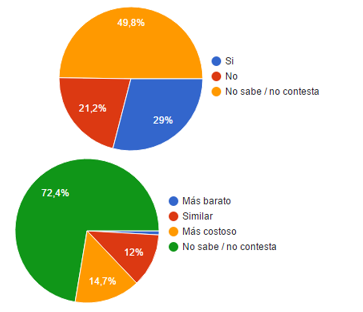 49,8%
Si
No
21,2%
No sabe / no contesta
29%
72,4%
Más barato
Similar
Más costoso
12%
No sabe / no contesta
14,7%